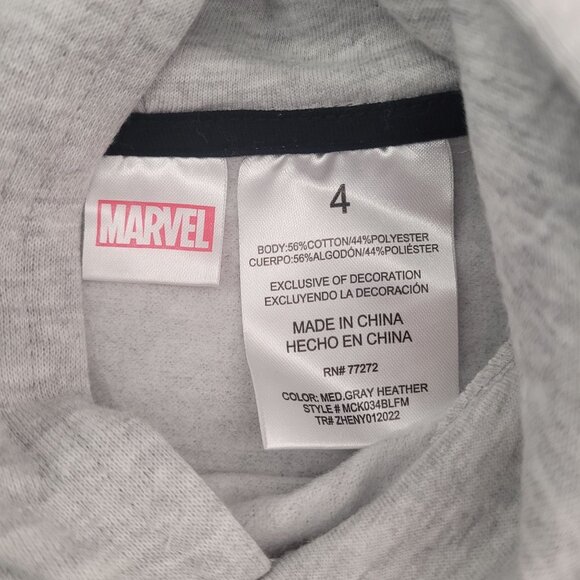 MARVEL
4
BODY:56%COTTON/44%POLYESTER
CUERPO:56%ALGODÓN/44%POLIÉSTER
EXCLUSIVE OF DECORATION
EXCLUYENDO LA DECORACIÓN
MADE IN CHINA
HECHO EN CHINA
RN# 77272
COLOR: MED.GRAY HEATHER
STYLE # MCK034BLFM
TR# ZHENY012022